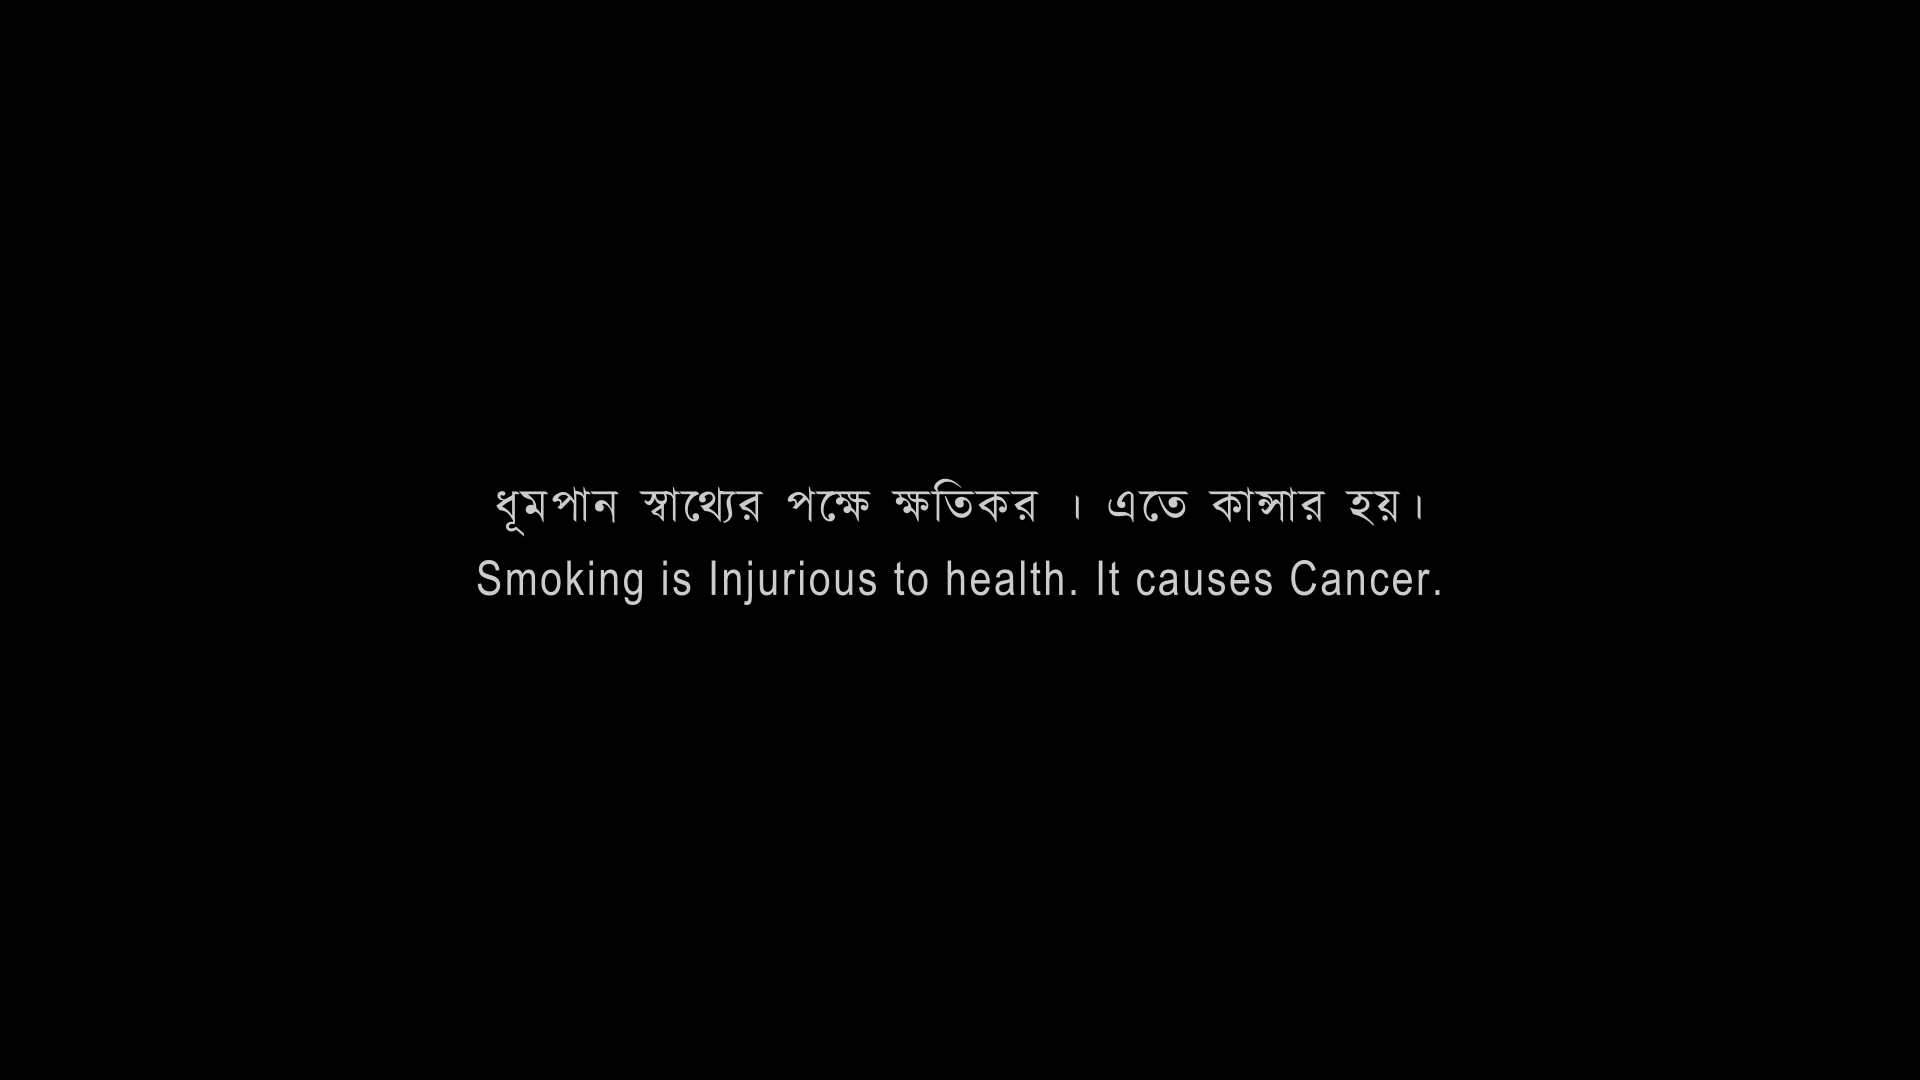 ধূমপান স্বাথ্যের পক্ষে ক্ষতিকর । এতে কান্সার হয়।
Smoking is Injurious to health. It causes Cancer.